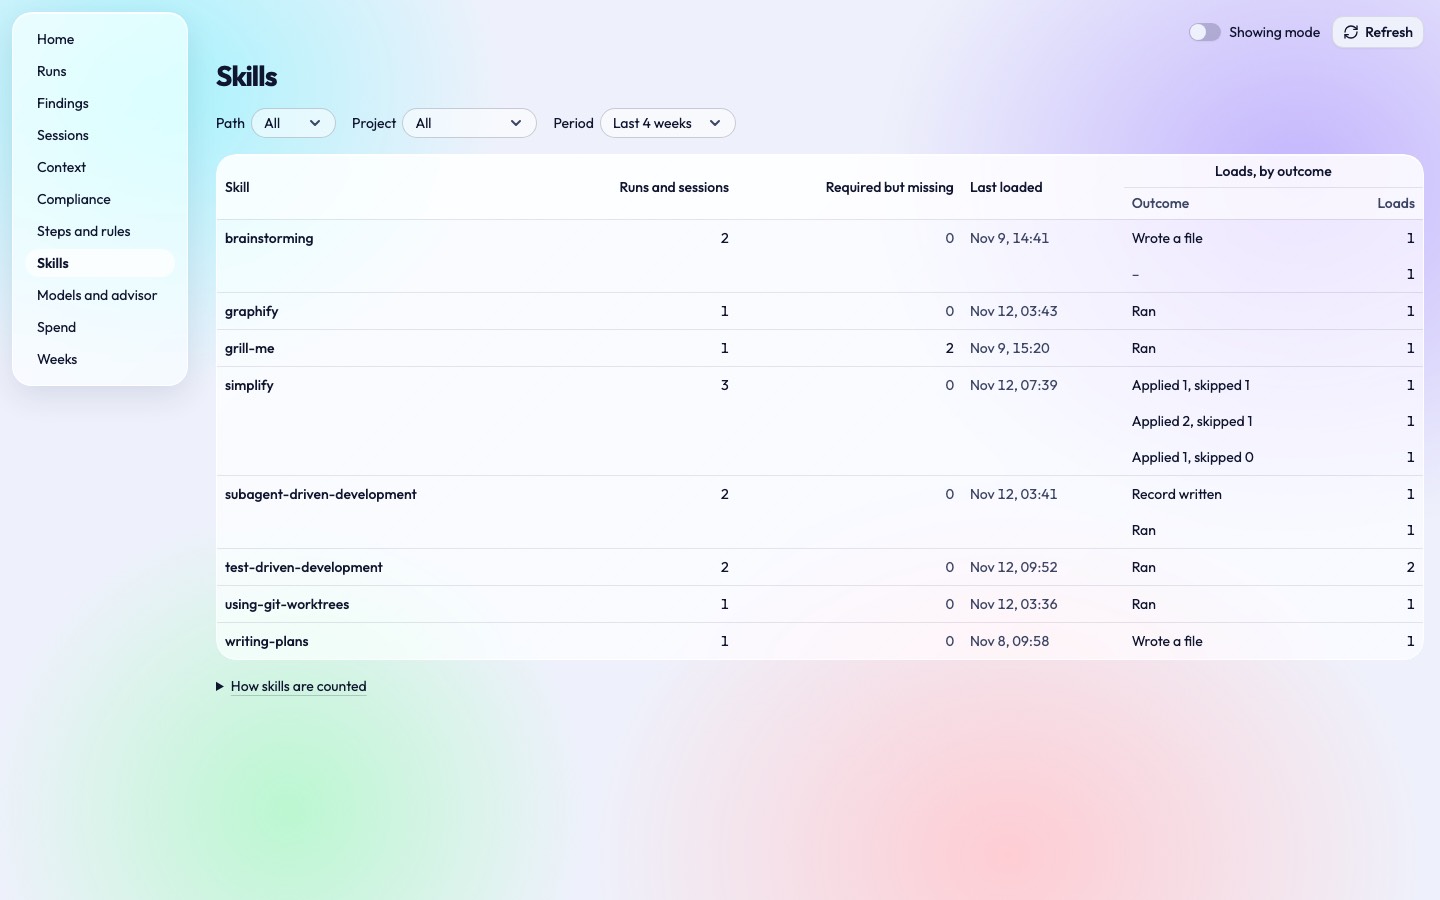 Home
Runs
Findings
Sessions
Context
Compliance
Steps and rules
Skills
Models and advisor
Spend
Weeks
Showing mode
Refresh
Skills
Path All Project All Period Last 4 weeks
Loads, by outcome
Skill Runs and sessions Required but missing Last loaded
Outcome Loads
brainstorming 2 0 Nov 9, 14:41 Wrote a file 1
– 1
graphify 1 0 Nov 12, 03:43 Ran 1
grill-me 1 2 Nov 9, 15:20 Ran 1
simplify 3 0 Nov 12, 07:39 Applied 1, skipped 1 1
Applied 2, skipped 1 1
Applied 1, skipped 0 1
subagent-driven-development 2 0 Nov 12, 03:41 Record written 1
Ran 1
test-driven-development 2 0 Nov 12, 09:52 Ran 2
using-git-worktrees 1 0 Nov 12, 03:36 Ran 1
writing-plans 1 0 Nov 8, 09:58 Wrote a file 1
How skills are counted